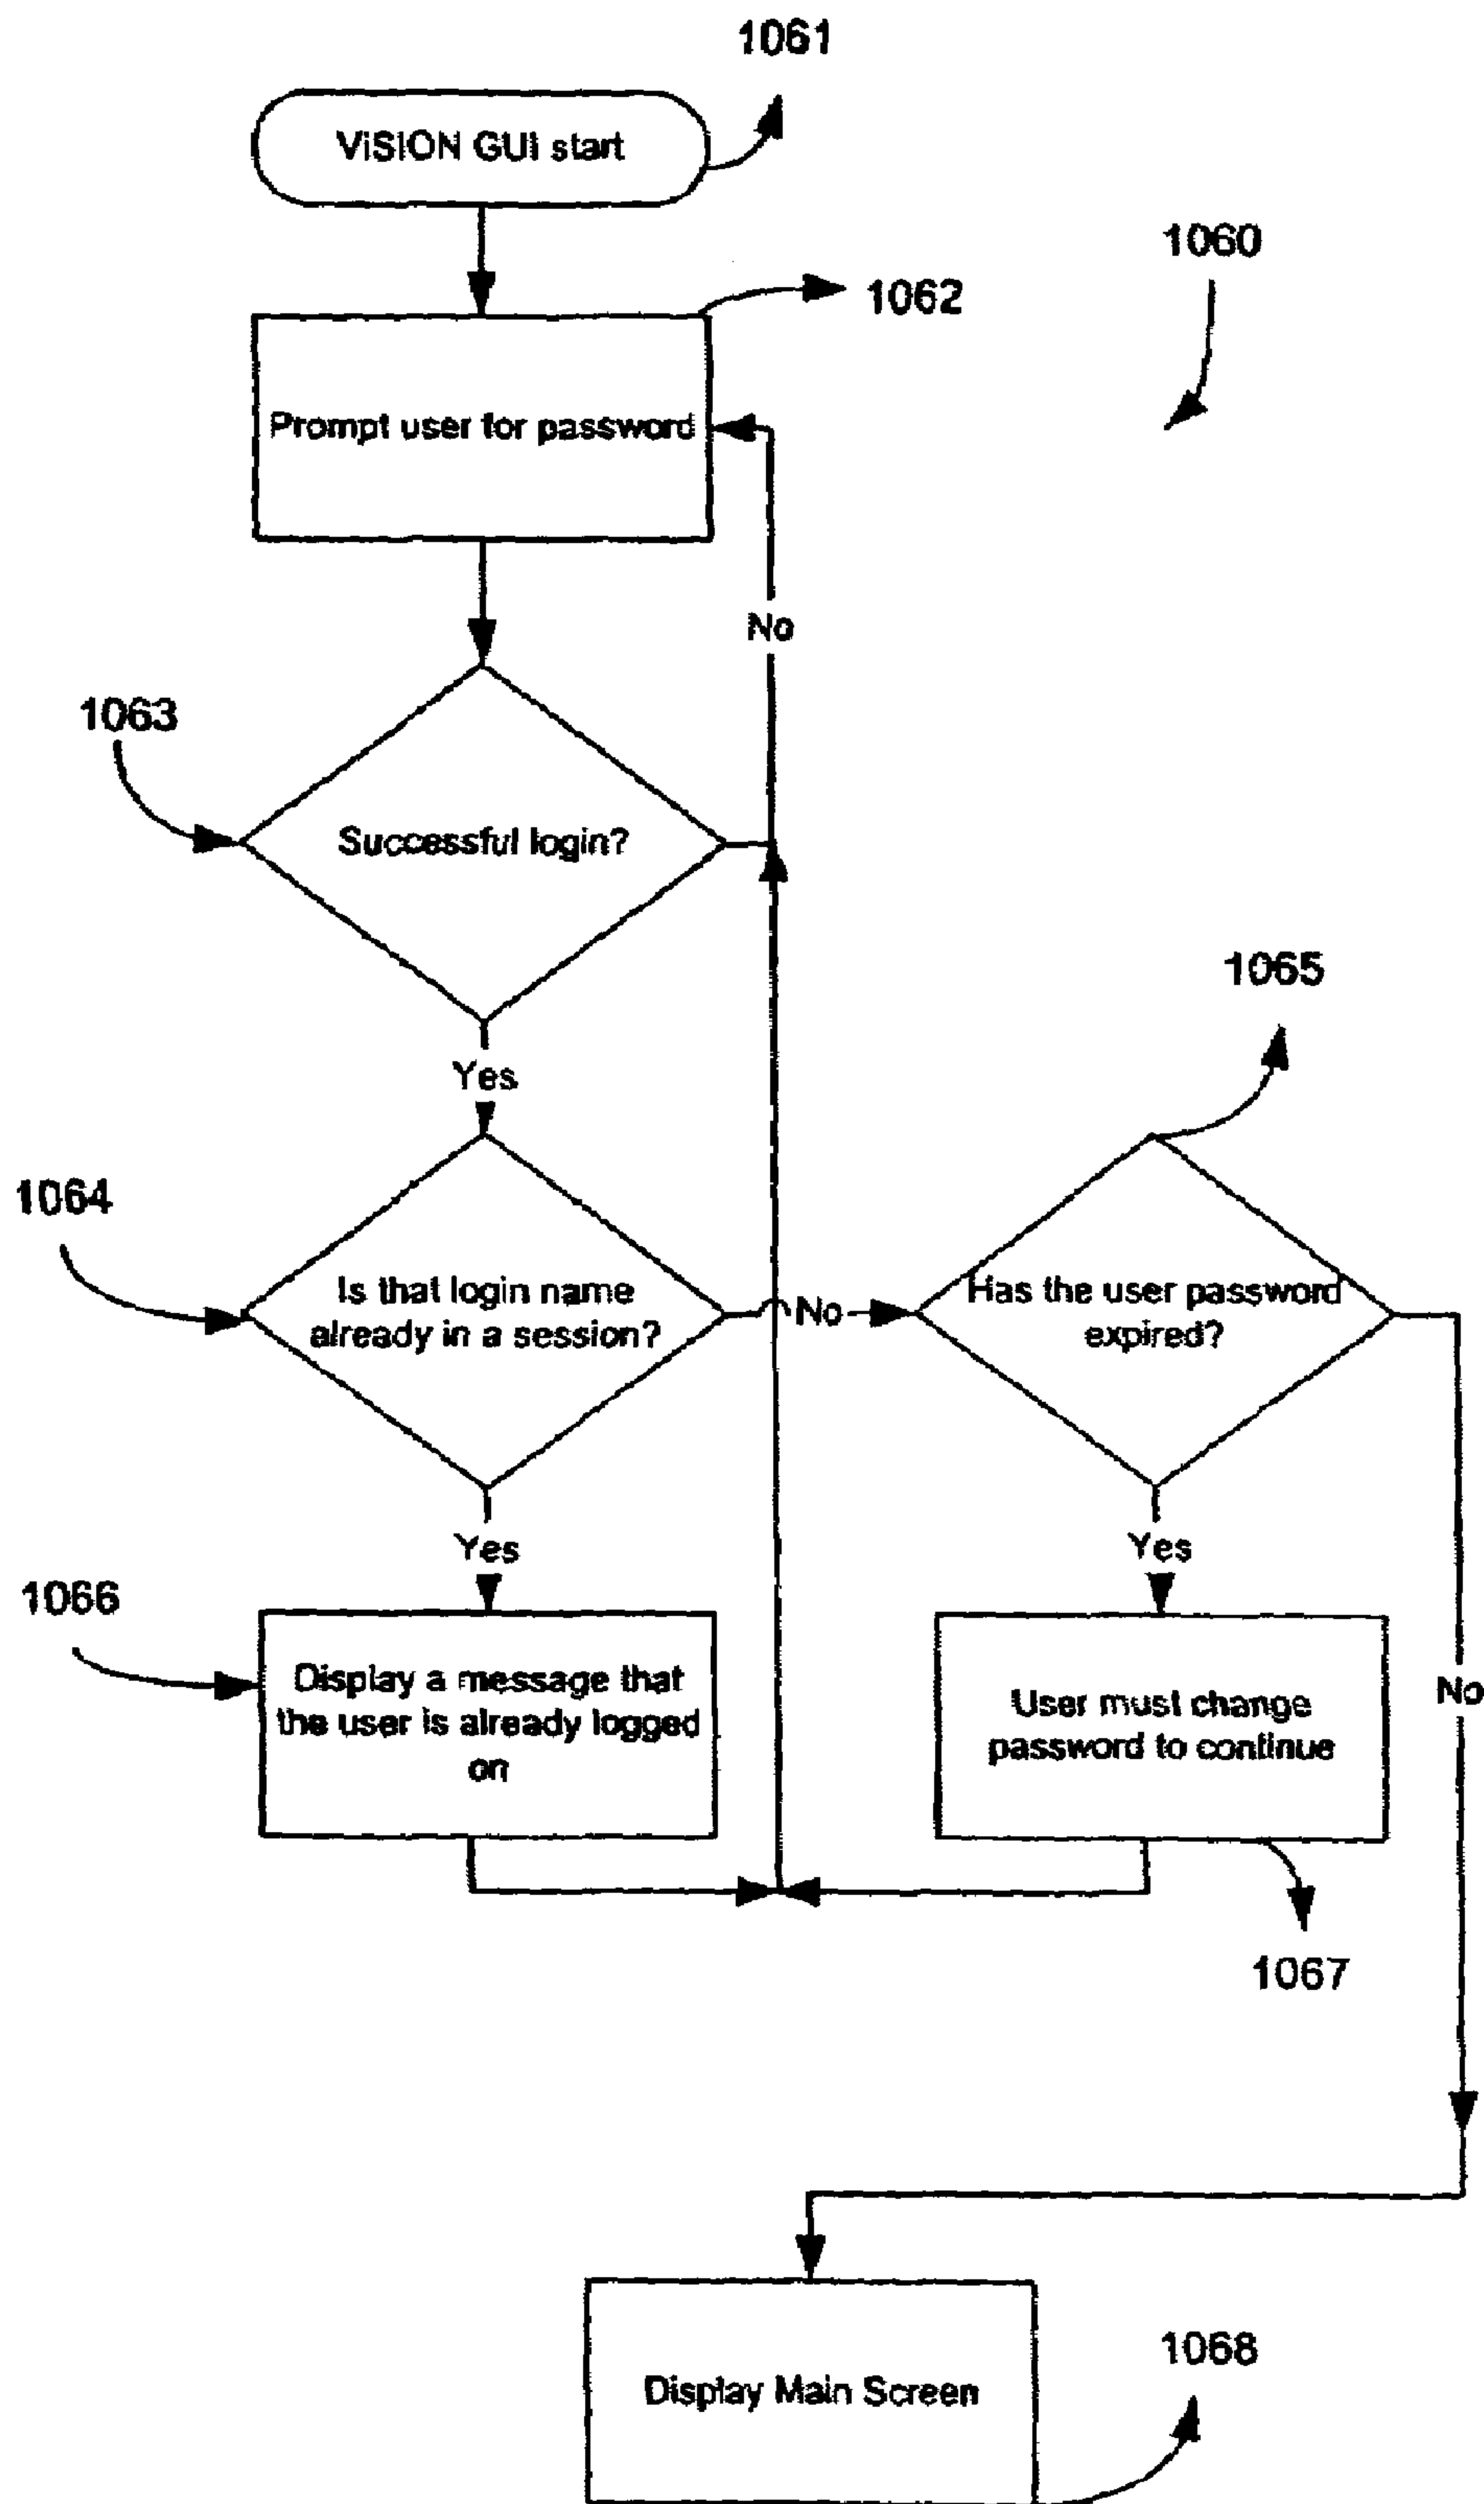 1061
ViSION GUI start
1060
1062
Prompt user for password
No
1063
Successful login?
1065
Yes
1064
Is that login name
already in a session?
No
Has the user password
expired?
Yes
Yes
1066
Display a message that
the user is already logged
on
User must change
password to continue
No
1067
1068
Display Main Screen